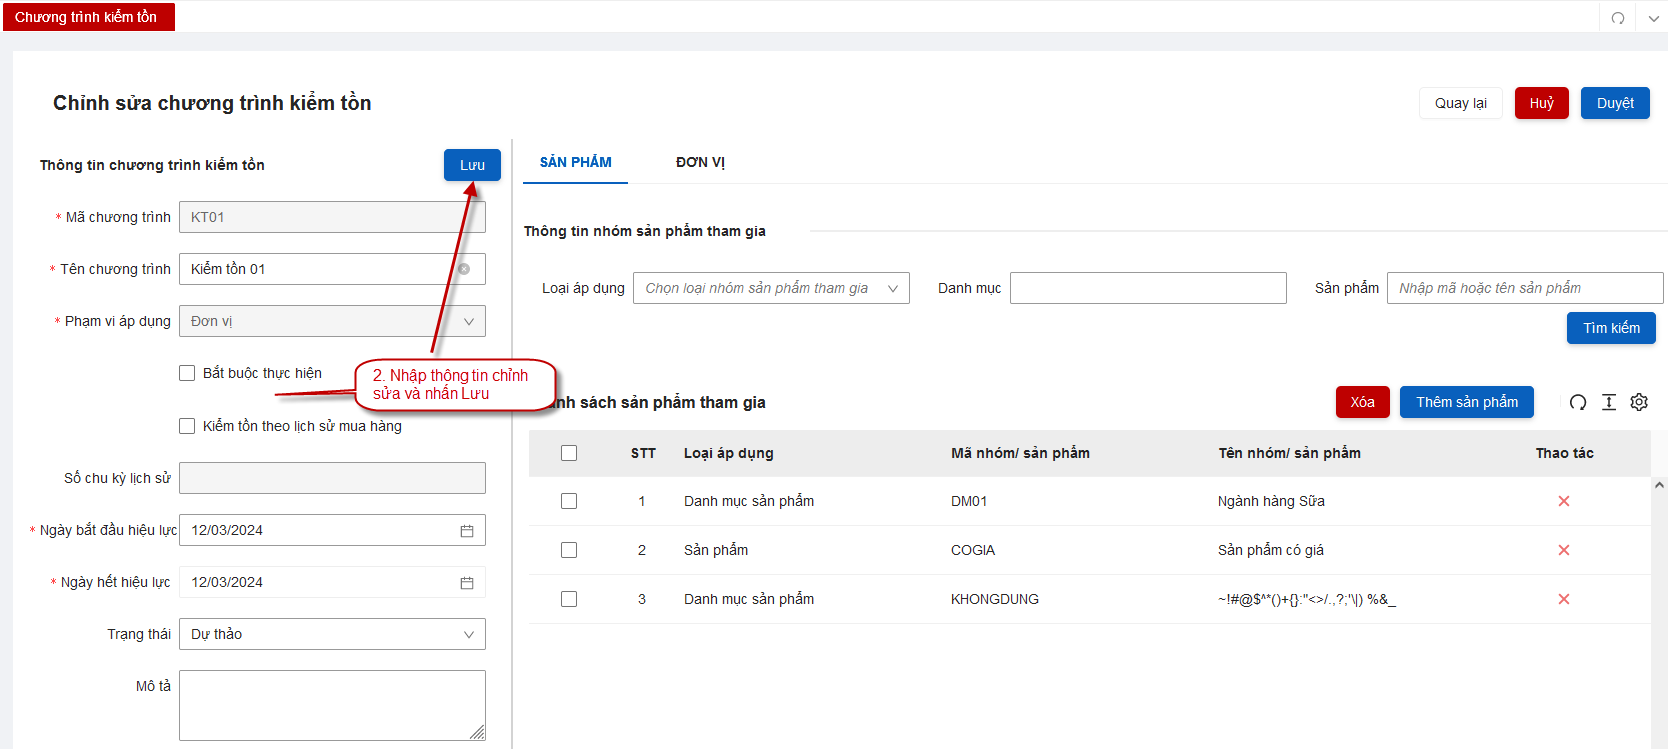 Chương trình kiểm tồn
Chỉnh sửa chương trình kiểm tồn
Quay lại
Huỷ
Duyệt
Thông tin chương trình kiểm tồn
Lưu
* Mã chương trình
KT01
* Tên chương trình
Kiểm tồn 01
* Phạm vi áp dụng
Đơn vị
Bắt buộc thực hiện
2. Nhập thông tin chỉnh
sửa và nhấn Lưu
Kiểm tồn theo lịch sử mua hàng
Số chu kỳ lịch sử
* Ngày bắt đầu hiệu lực
12/03/2024
* Ngày hết hiệu lực
12/03/2024
Trạng thái
Dự thảo
Mô tả
SẢN PHẨM
ĐƠN VỊ
Thông tin nhóm sản phẩm tham gia
Loại áp dụng
Chọn loại nhóm sản phẩm tham gia
Danh mục
Sản phẩm
Nhập mã hoặc tên sản phẩm
Tìm kiếm
nh sách sản phẩm tham gia
Xóa
Thêm sản phẩm
STT Loại áp dụng Mã nhóm/ sản phẩm Tên nhóm/ sản phẩm Thao tác
1 Danh mục sản phẩm DM01 Ngành hàng Sữa
2 Sản phẩm COGIA Sản phẩm có giá
3 Danh mục sản phẩm KHONGDUNG ~!#@$^*()+{}:"<>/.,?;'\|) %&_